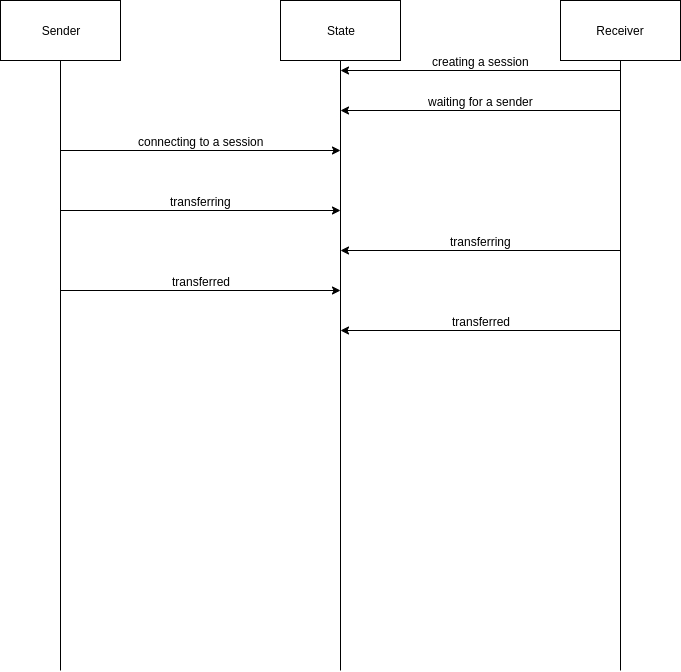 Sender
State
Receiver
creating a session
waiting for a sender
connecting to a session
transferring
transferring
transferred
transferred